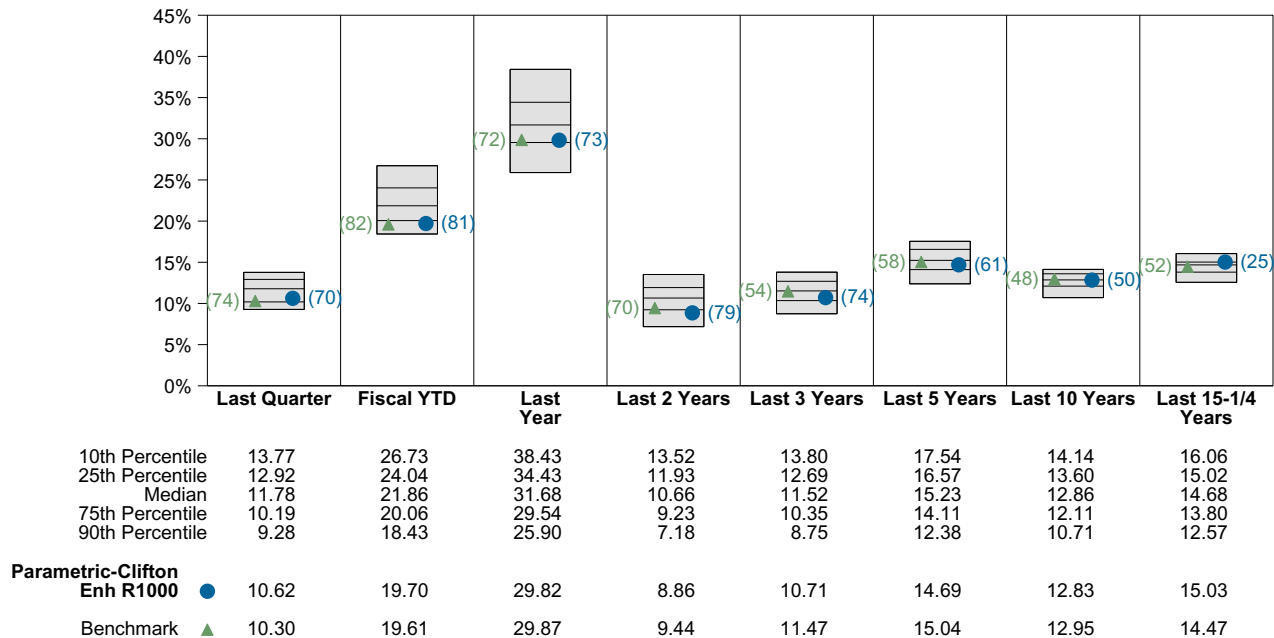 45%
40%
35%
30%
25%
20%
15%
10%
5%
0%
(74) (70)
(82) (81)
(72) (73)
(70) (79)
(54) (74)
(58) (61)
(48) (50)
(52) (25)
Last Quarter Fiscal YTD Last Year Last 2 Years Last 3 Years Last 5 Years Last 10 Years Last 15-1/4 Years
10th Percentile 13.77 26.73 38.43 13.52 13.80 17.54 14.14 16.06
25th Percentile 12.92 24.04 34.43 11.93 12.69 16.57 13.60 15.02
Median 11.78 21.86 31.68 10.66 11.52 15.23 12.86 14.68
75th Percentile 10.19 20.06 29.54 9.23 10.35 14.11 12.11 13.80
90th Percentile 9.28 18.43 25.90 7.18 8.75 12.38 10.71 12.57
Parametric-Clifton
Enh R1000 10.62 19.70 29.82 8.86 10.71 14.69 12.83 15.03
Benchmark 10.30 19.61 29.87 9.44 11.47 15.04 12.95 14.47